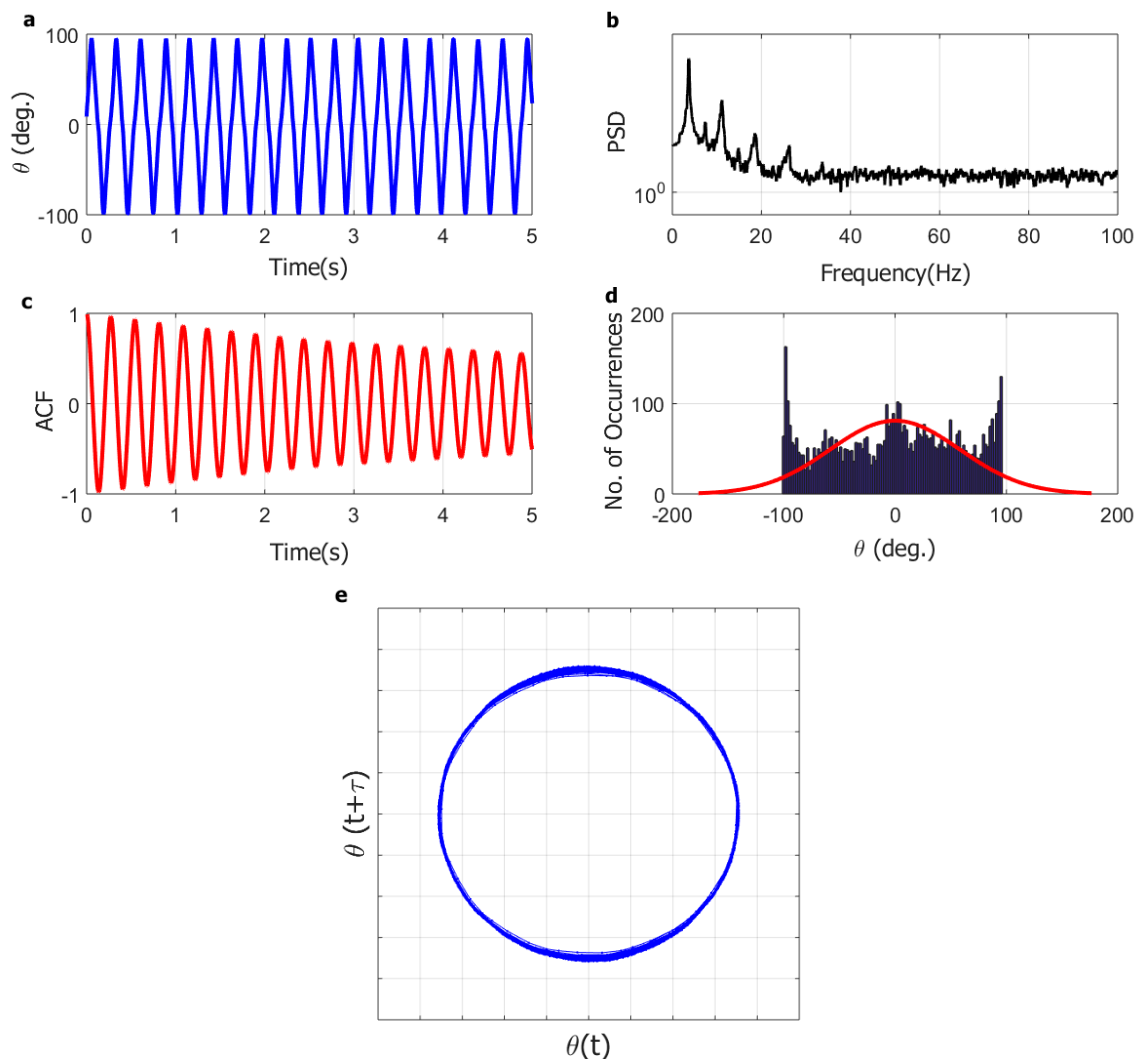 a
100
0
-100
θ (deg.)
0 1 2 3 4 5
Time(s)
b
PSD
10⁰
0 20 40 60 80 100
Frequency(Hz)
c
1
0
-1
ACF
0 1 2 3 4 5
Time(s)
d
200
100
0
No. of Occurrences
-200 -100 0 100 200
θ (deg.)
e
θ (t+τ)
θ(t)